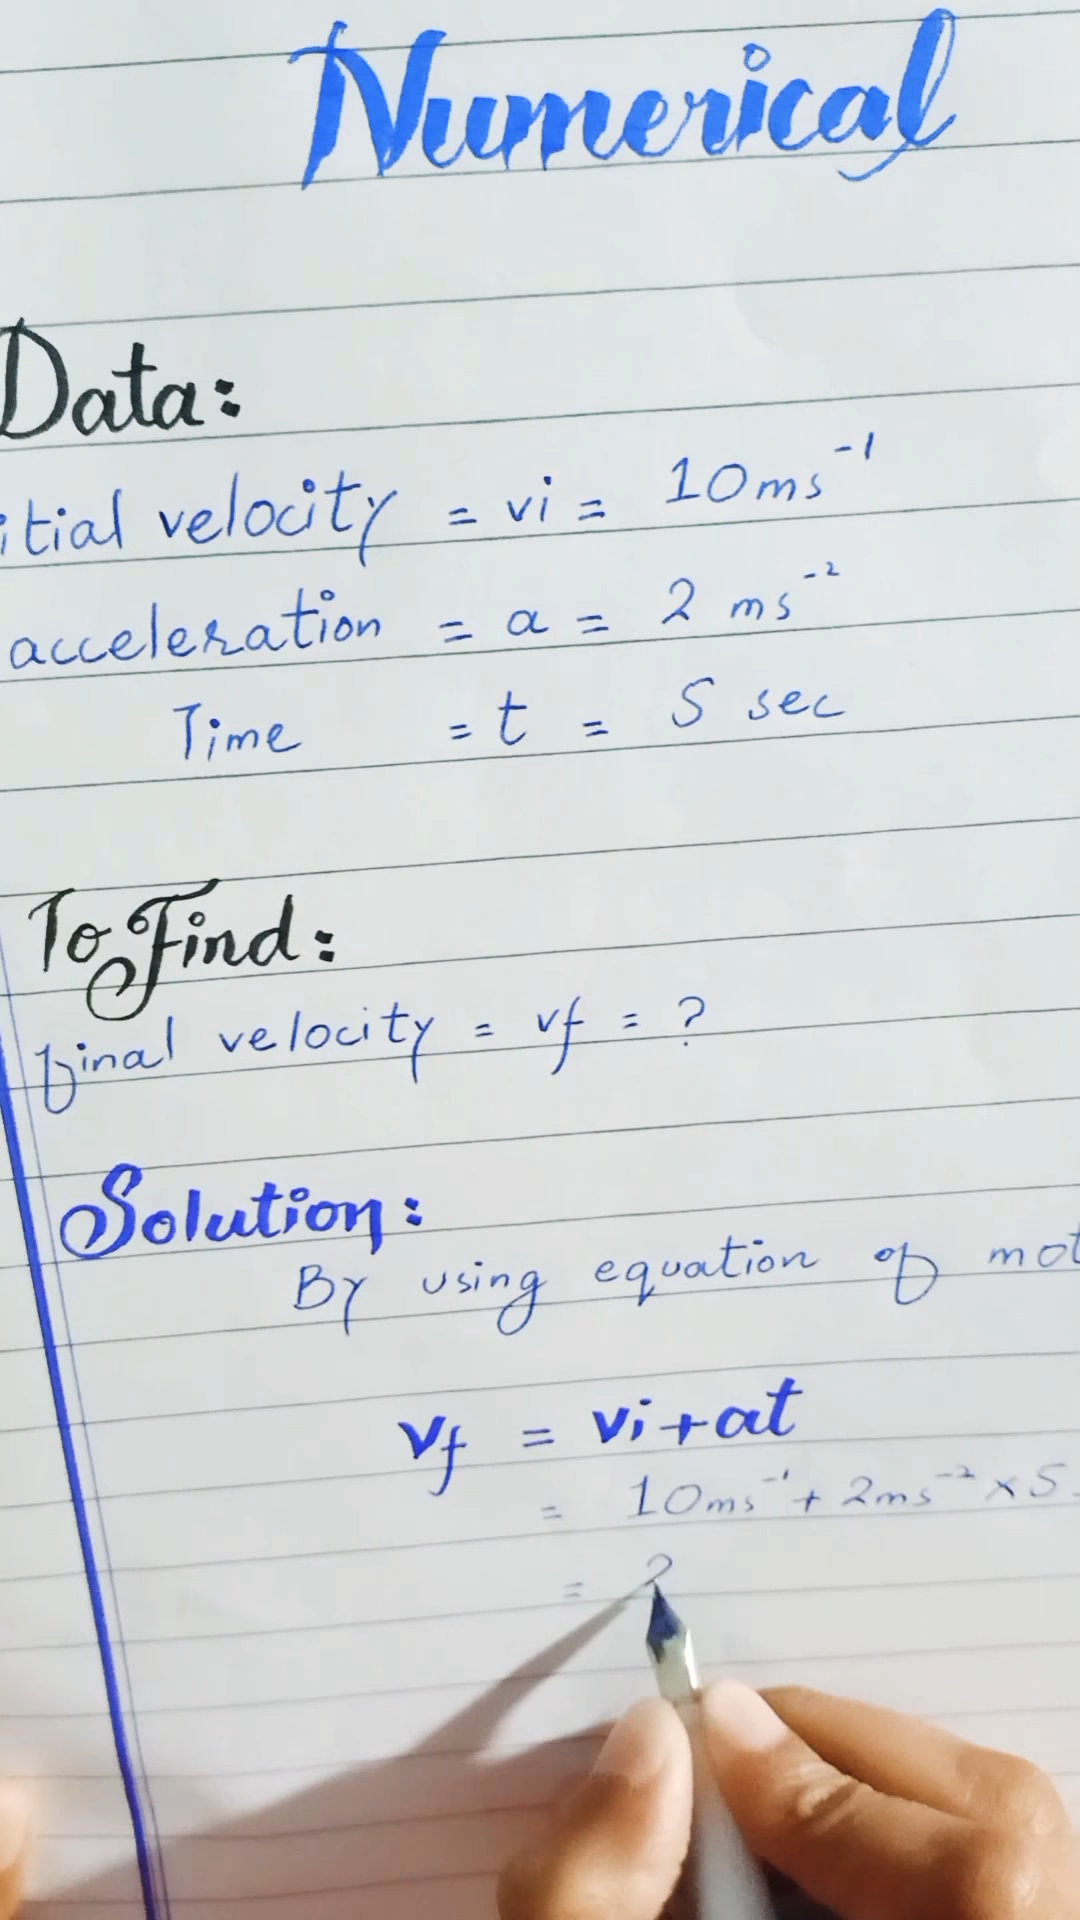 Numerical
Data:
itial velocity = vi = 10ms⁻¹
acceleration = a = 2 ms⁻²
Time = t = 5 sec
To Find:
final velocity = vf = ?
Solution:
By using equation of mot
vf = vi+at
= 10ms⁻¹ + 2ms⁻² × 5
= 2